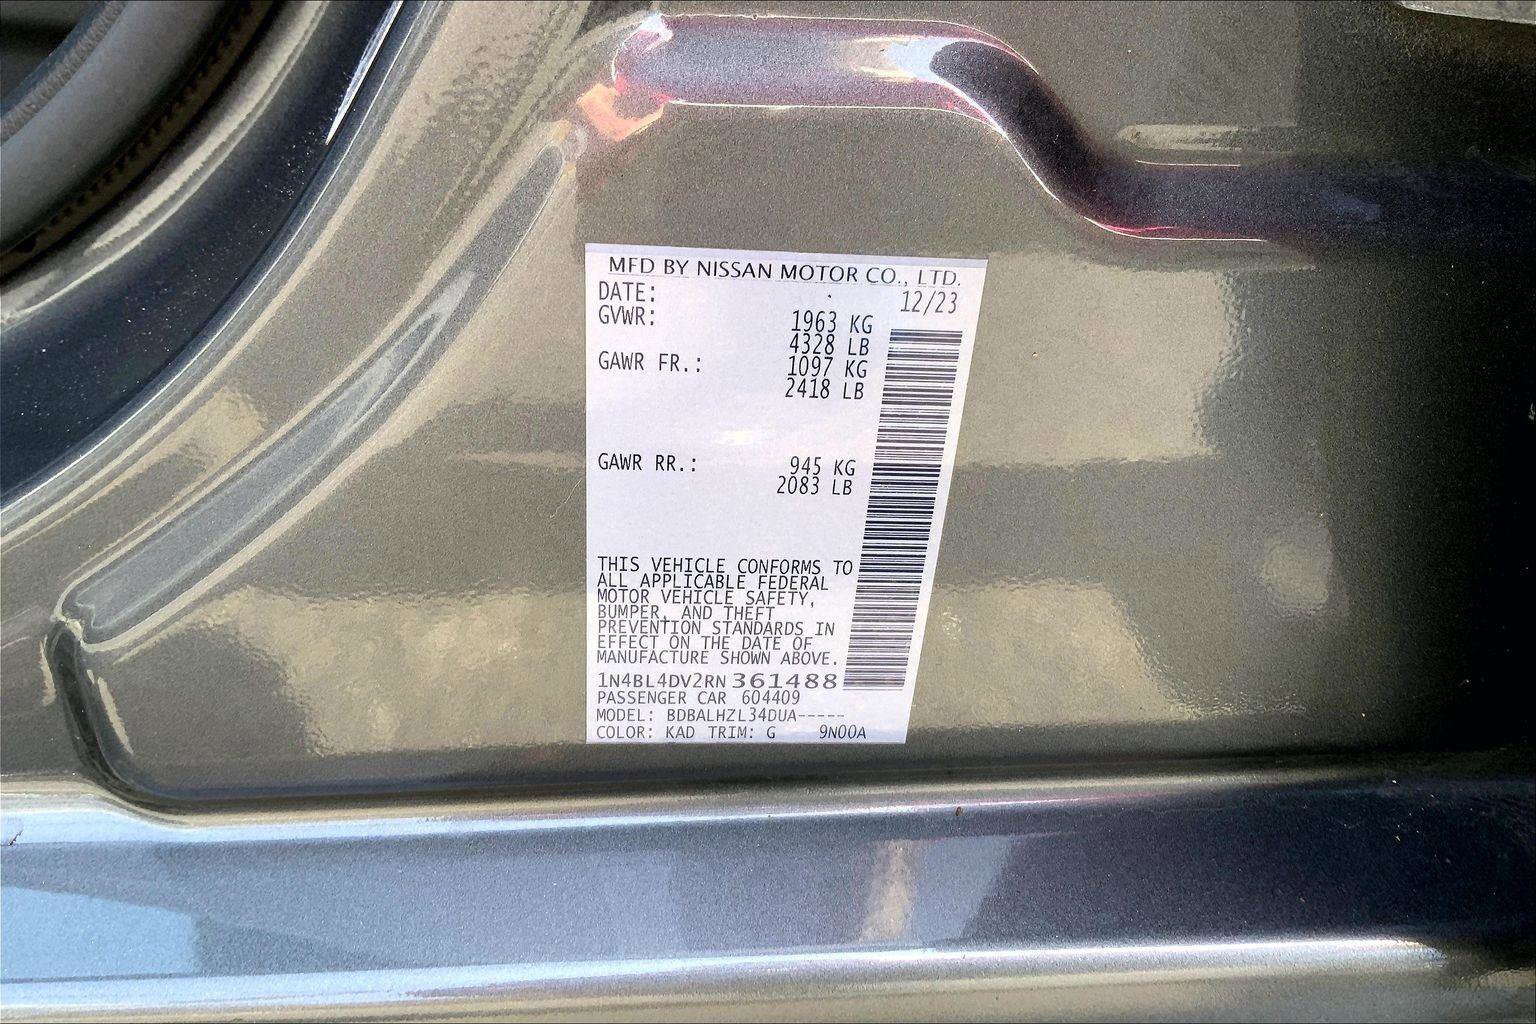 MFD BY NISSAN MOTOR CO., LTD.
DATE: 12/23
GVWR: 1963 KG
4328 LB
GAWR FR.: 1097 KG
2418 LB
GAWR RR.: 945 KG
2083 LB
THIS VEHICLE CONFORMS TO
ALL APPLICABLE FEDERAL
MOTOR VEHICLE SAFETY,
BUMPER, AND THEFT
PREVENTION STANDARDS IN
EFFECT ON THE DATE OF
MANUFACTURE SHOWN ABOVE.
1N4BL4DV2RN361488
PASSENGER CAR 604409
MODEL: BDBALHZL34DUA-----
COLOR: KAD TRIM: G 9N00A